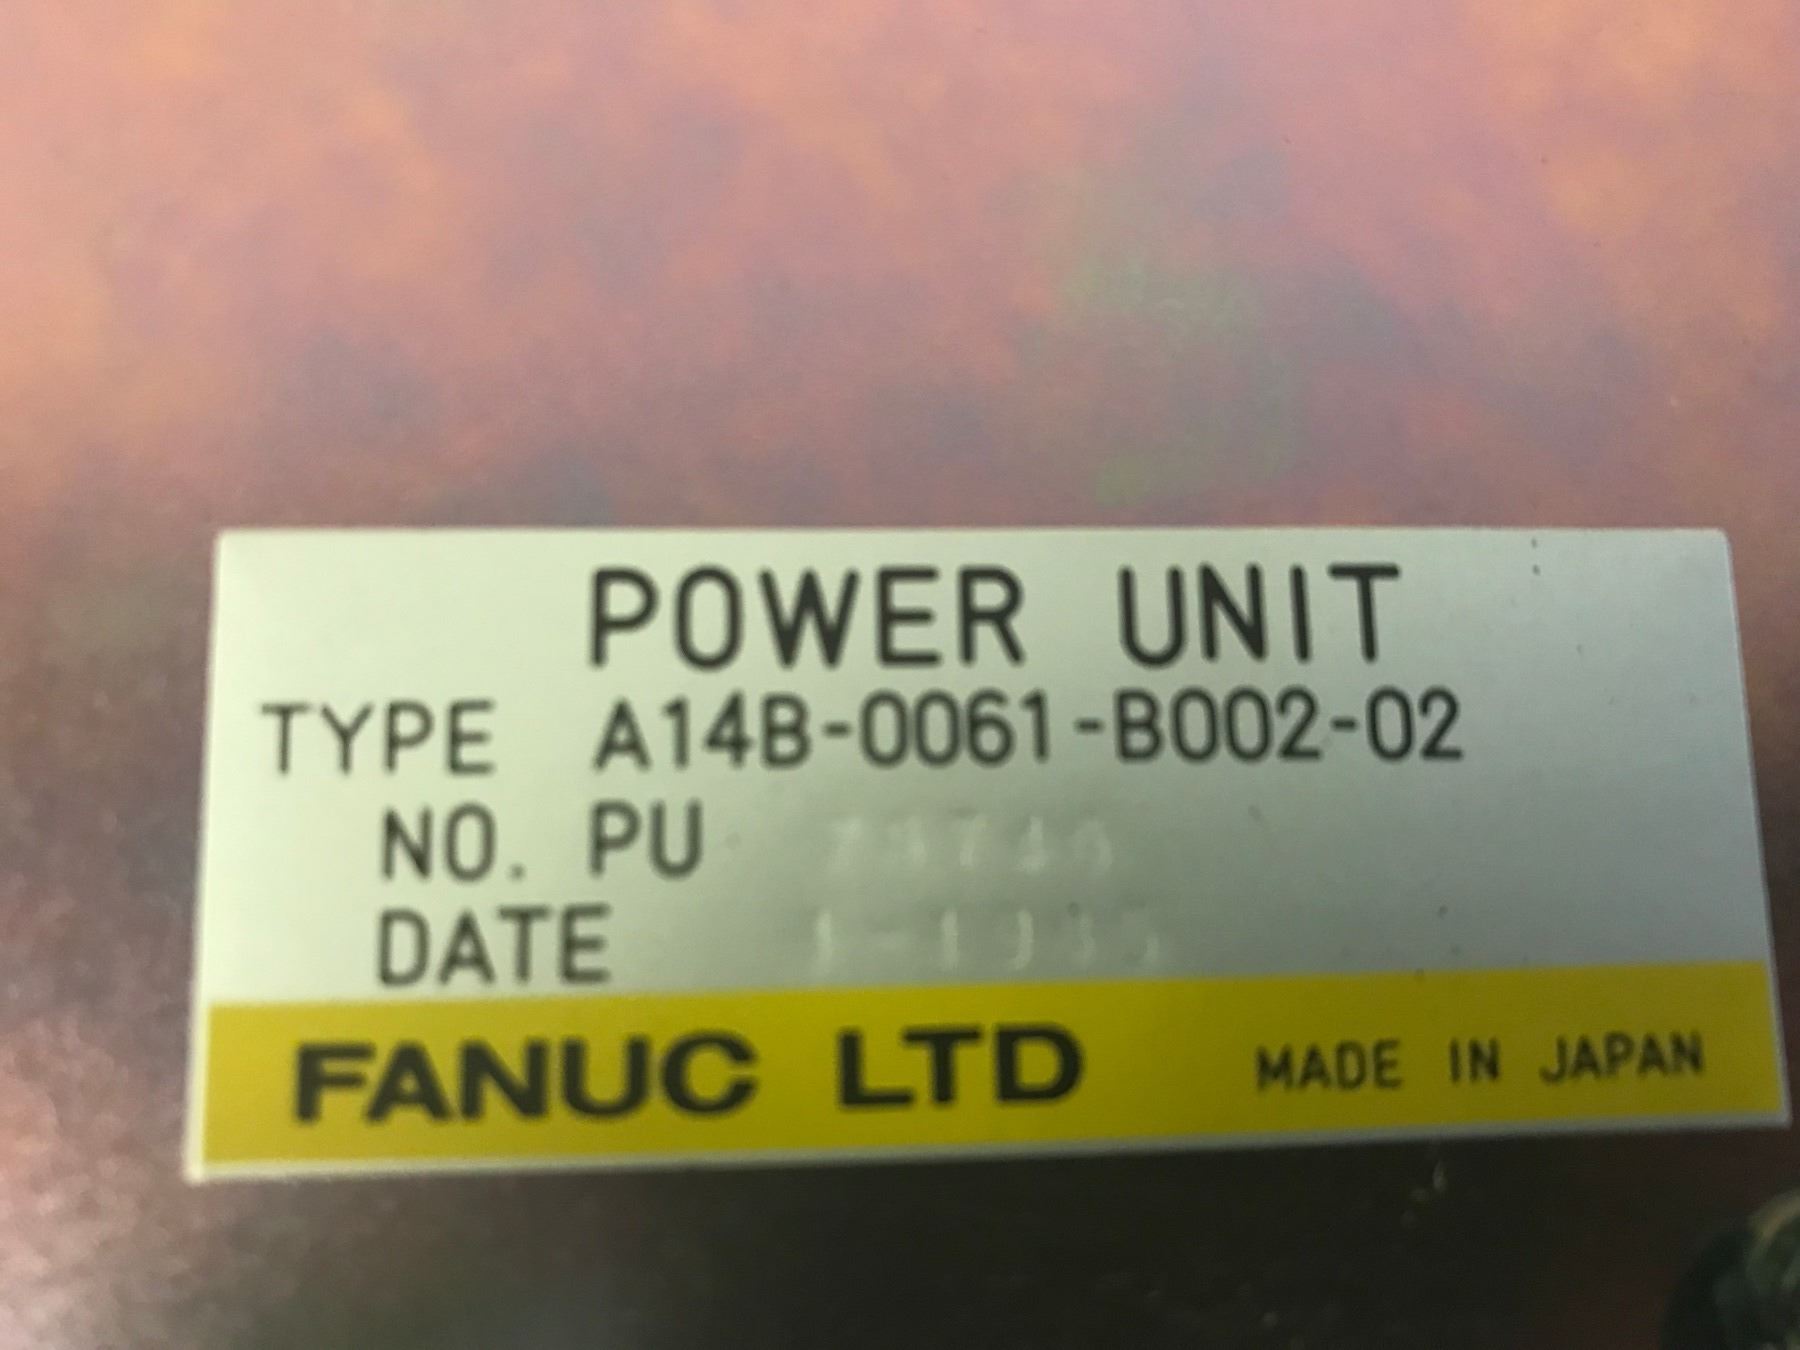 POWER UNIT
TYPE A14B-0061-B002-02
NO. PU
DATE
FANUC LTD MADE IN JAPAN